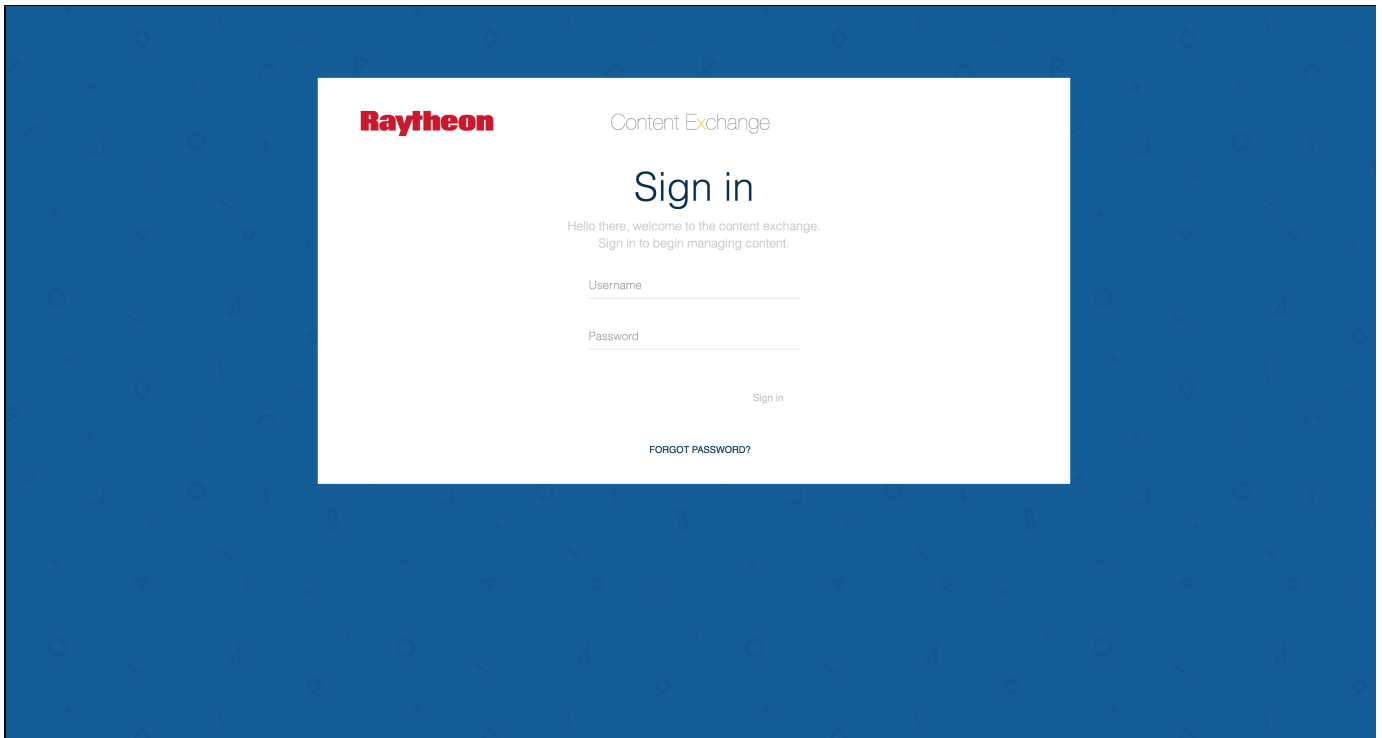 Raytheon
Content Exchange
Sign in
Hello there, welcome to the content exchange.
Sign in to begin managing content.
Username
Password
Sign in
FORGOT PASSWORD?